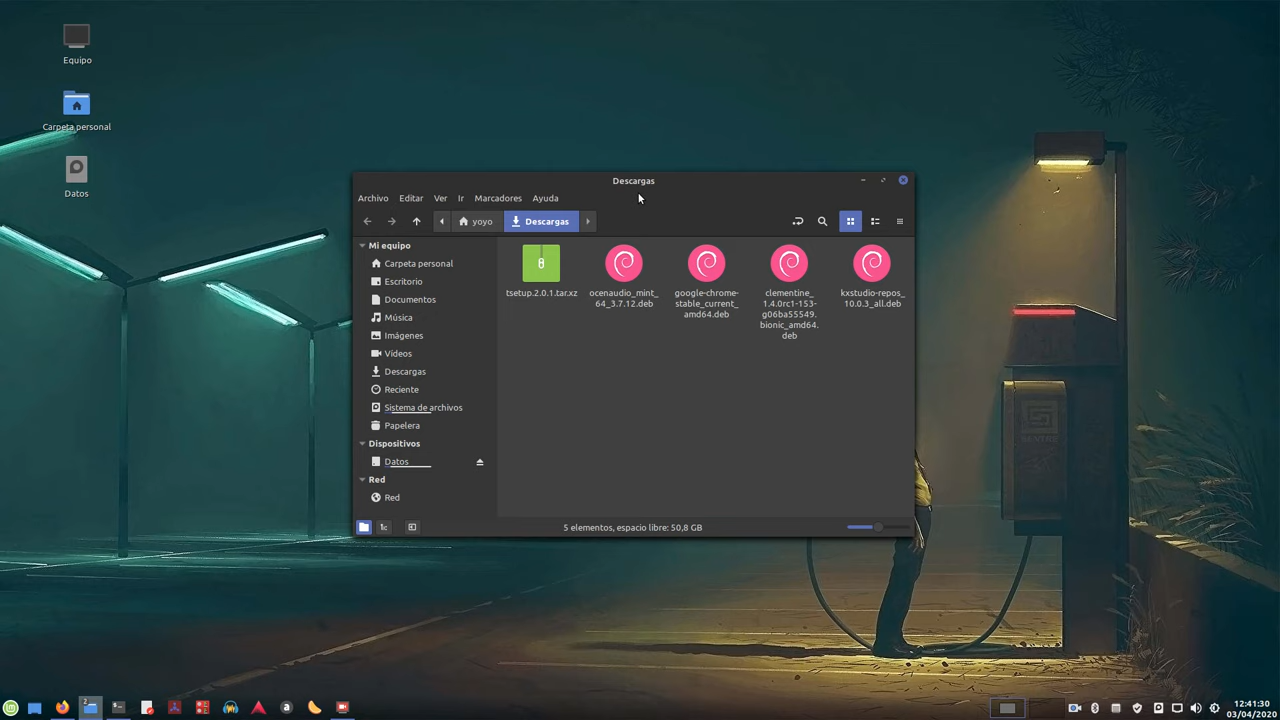 Equipo
Carpeta personal
Datos
Descargas
Archivo Editar Ver Ir Marcadores Ayuda
yoyo Descargas
Mi equipo
Carpeta personal
Escritorio
Documentos
Música
Imágenes
Vídeos
Descargas
Reciente
Sistema de archivos
Papelera
Dispositivos
Datos
Red
Red
tsetup.2.0.1.tar.xz
ocenaudio_mint_
64_3.7.12.deb
google-chrome-
stable_current_
amd64.deb
clementine_
1.4.0rc1-153-
g06ba55549.
bionic_amd64.
deb
kxstudio-repos_
10.0.3_all.deb
5 elementos, espacio libre: 50,8 GB
2
12:41:30
03/04/2020